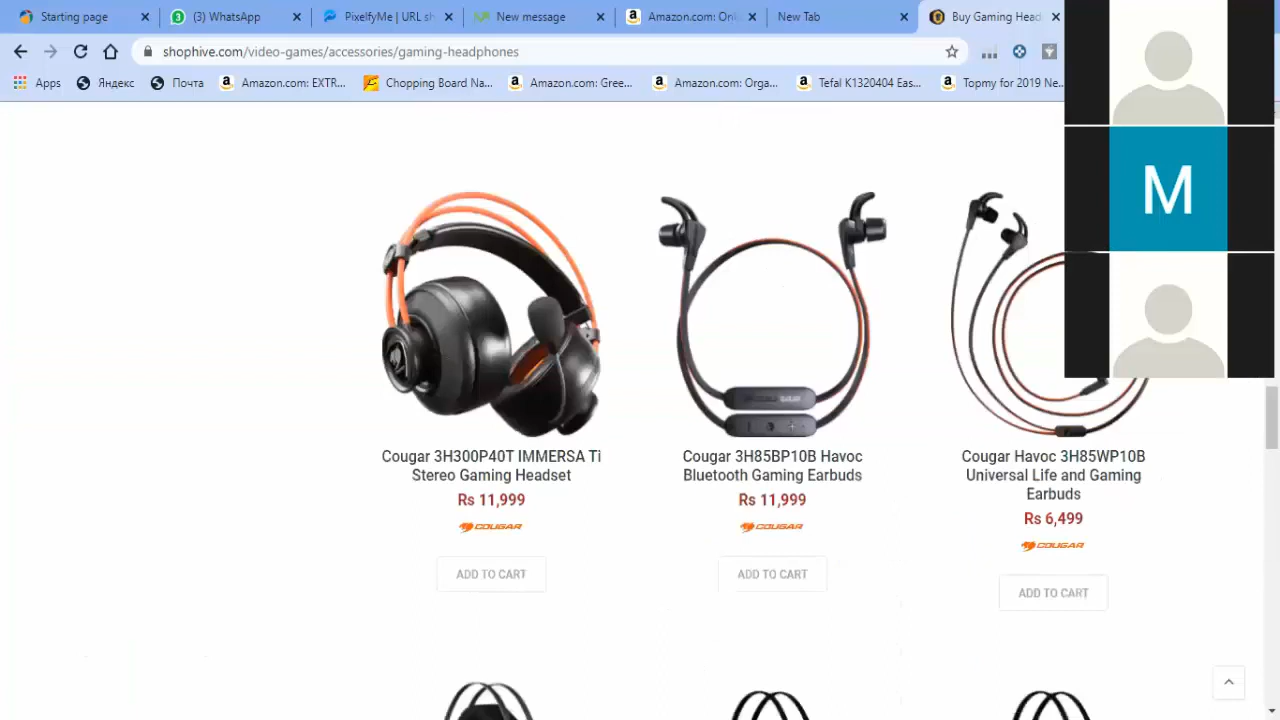 Starting page
(3) WhatsApp
PixelfyMe | URL sh
New message
Amazon.com: Onl
New Tab
Buy Gaming Head
shophive.com/video-games/accessories/gaming-headphones
Apps
Яндекс
Почта
Amazon.com: EXTR...
Chopping Board Na...
Amazon.com: Gree...
Amazon.com: Orga...
Tefal K1320404 Eas...
Topmy for 2019 Ne...
M
Cougar 3H300P40T IMMERSA Ti
Stereo Gaming Headset
Rs 11,999
COUGAR
ADD TO CART
Cougar 3H85BP10B Havoc
Bluetooth Gaming Earbuds
Rs 11,999
COUGAR
ADD TO CART
Cougar Havoc 3H85WP10B
Universal Life and Gaming
Earbuds
Rs 6,499
COUGAR
ADD TO CART